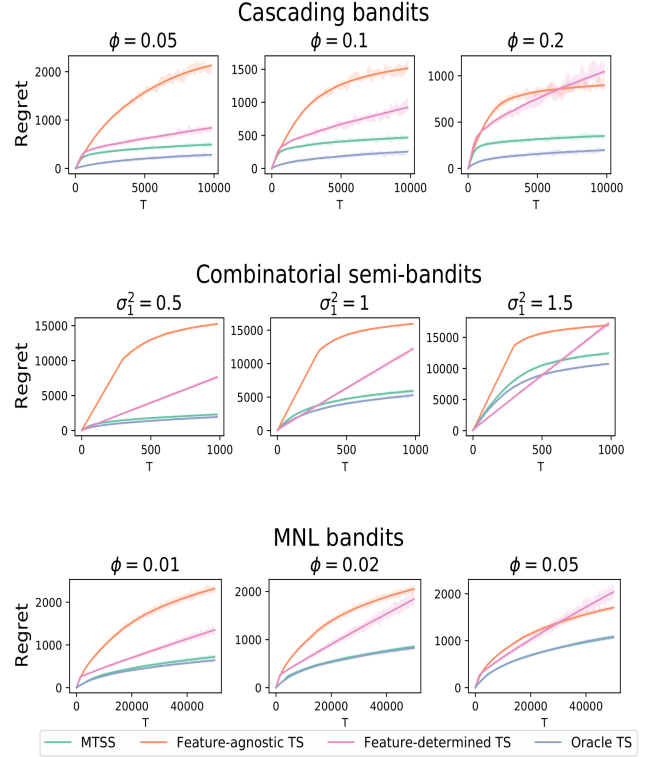 Cascading bandits
ϕ = 0.05
ϕ = 0.1
ϕ = 0.2
Regret
2000
1000
0
0 5000 10000
T
1500
1000
500
0
0 5000 10000
T
1000
500
0
0 5000 10000
T
Combinatorial semi-bandits
σ₁² = 0.5
σ₁² = 1
σ₁² = 1.5
Regret
15000
10000
5000
0
0 500 1000
T
15000
10000
5000
0
0 500 1000
T
15000
10000
5000
0
0 500 1000
T
MNL bandits
ϕ = 0.01
ϕ = 0.02
ϕ = 0.05
Regret
2000
1000
0
0 20000 40000
T
2000
1000
0
0 20000 40000
T
2000
1000
0
0 20000 40000
T
MTSS Feature-agnostic TS Feature-determined TS Oracle TS